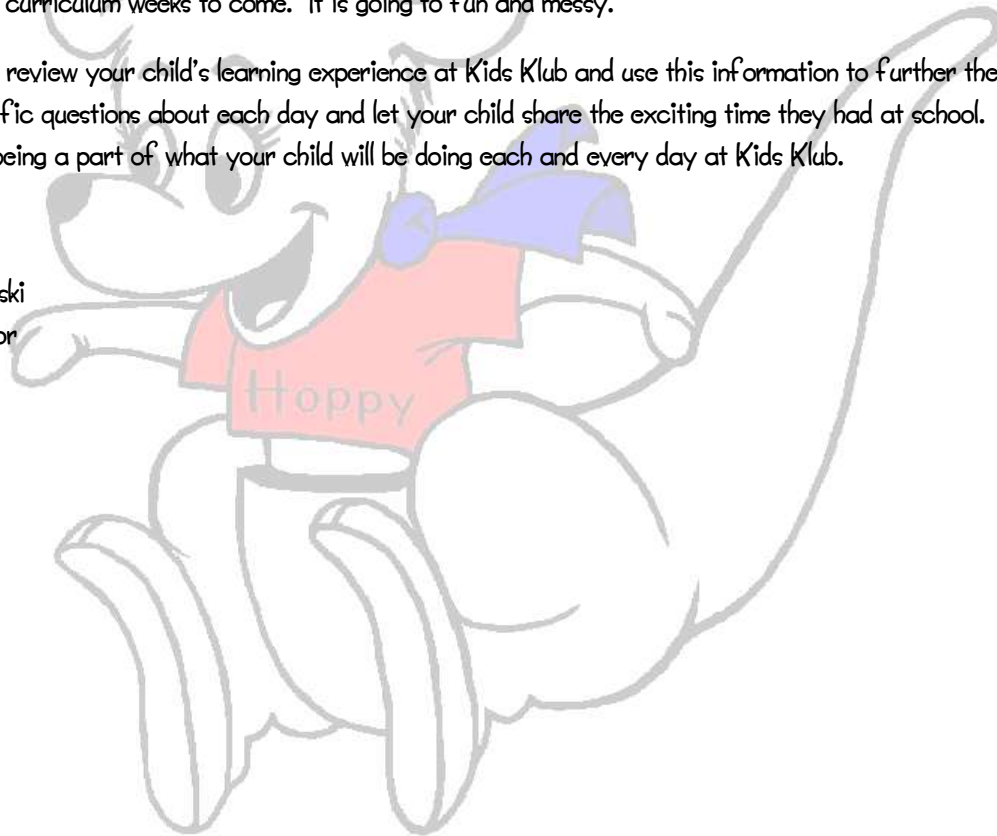 curriculum weeks to come. It is going to fun and messy.
review your child's learning experience at Kids Klub and use this information to further the
fic questions about each day and let your child share the exciting time they had at school.
being a part of what your child will be doing each and every day at Kids Klub.
ski
or
Hoppy